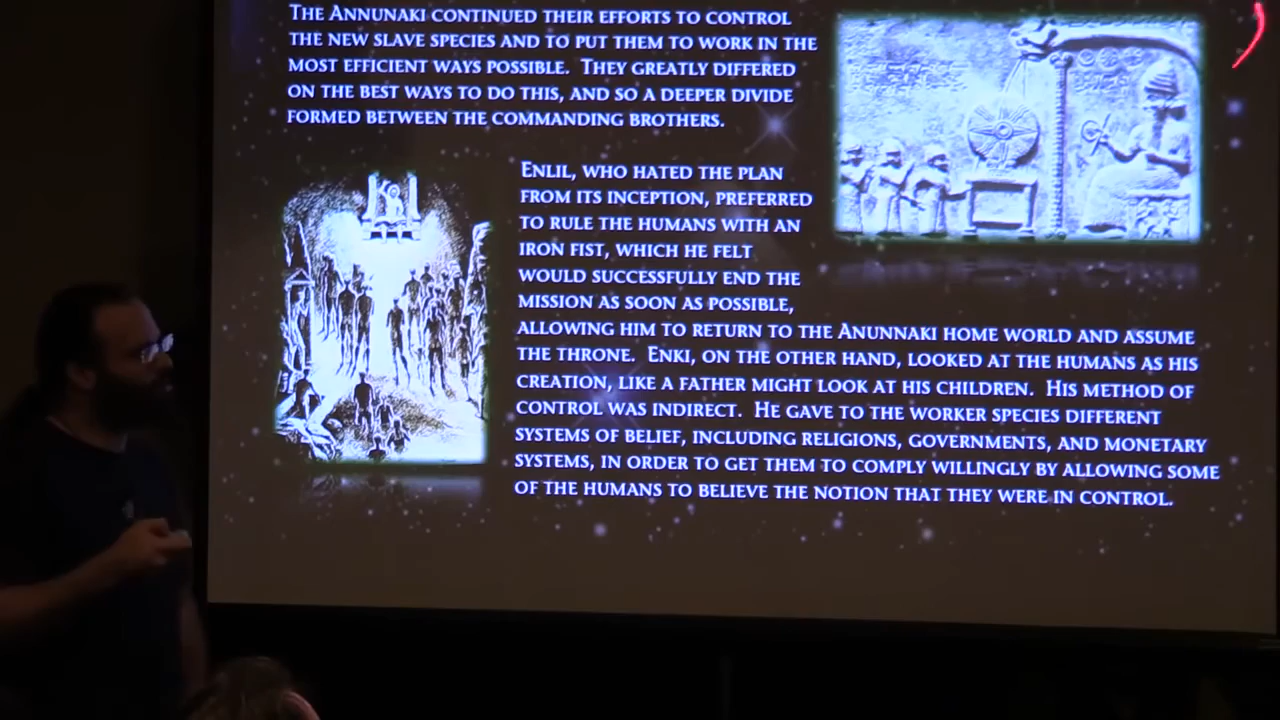 The Annunaki continued their efforts to control
the new slave species and to put them to work in the
most efficient ways possible. They greatly differed
on the best ways to do this, and so a deeper divide
formed between the commanding brothers.
Enlil, who hated the plan
from its inception, preferred
to rule the humans with an
iron fist, which he felt
would successfully end the
mission as soon as possible,
allowing him to return to the Anunnaki home world and assume
the throne. Enki, on the other hand, looked at the humans as his
creation, like a father might look at his children. His method of
control was indirect. He gave to the worker species different
systems of belief, including religions, governments, and monetary
systems, in order to get them to comply willingly by allowing some
of the humans to believe the notion that they were in control.